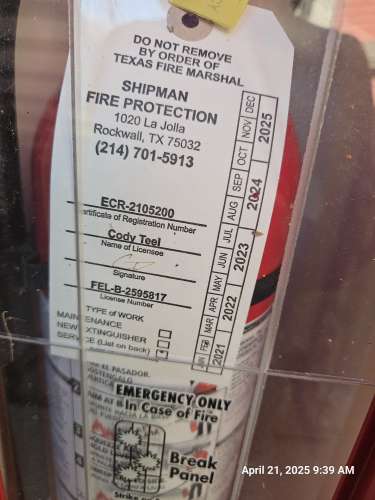 DO NOT REMOVE
BY ORDER OF
TEXAS FIRE MARSHAL
SHIPMAN
FIRE PROTECTION
1020 La Jolla
Rockwall, TX 75032
(214) 701-5913
ECR-2105200
Certificate of Registration Number
Cody Teel
Name of Licensee
Signature
FEL-B-2595817
License Number
TYPE of WORK
MAINTENANCE
NEW EXTINGUISHER
SERVICE (List on back)
JAN FEB MAR APR MAY JUN JUL AUG SEP OCT NOV DEC
2021 2022 2023 2024 2025
EL PASADOR.
EMERGENCY ONLY
In Case of Fire
Break
Panel
April 21, 2025 9:39 AM